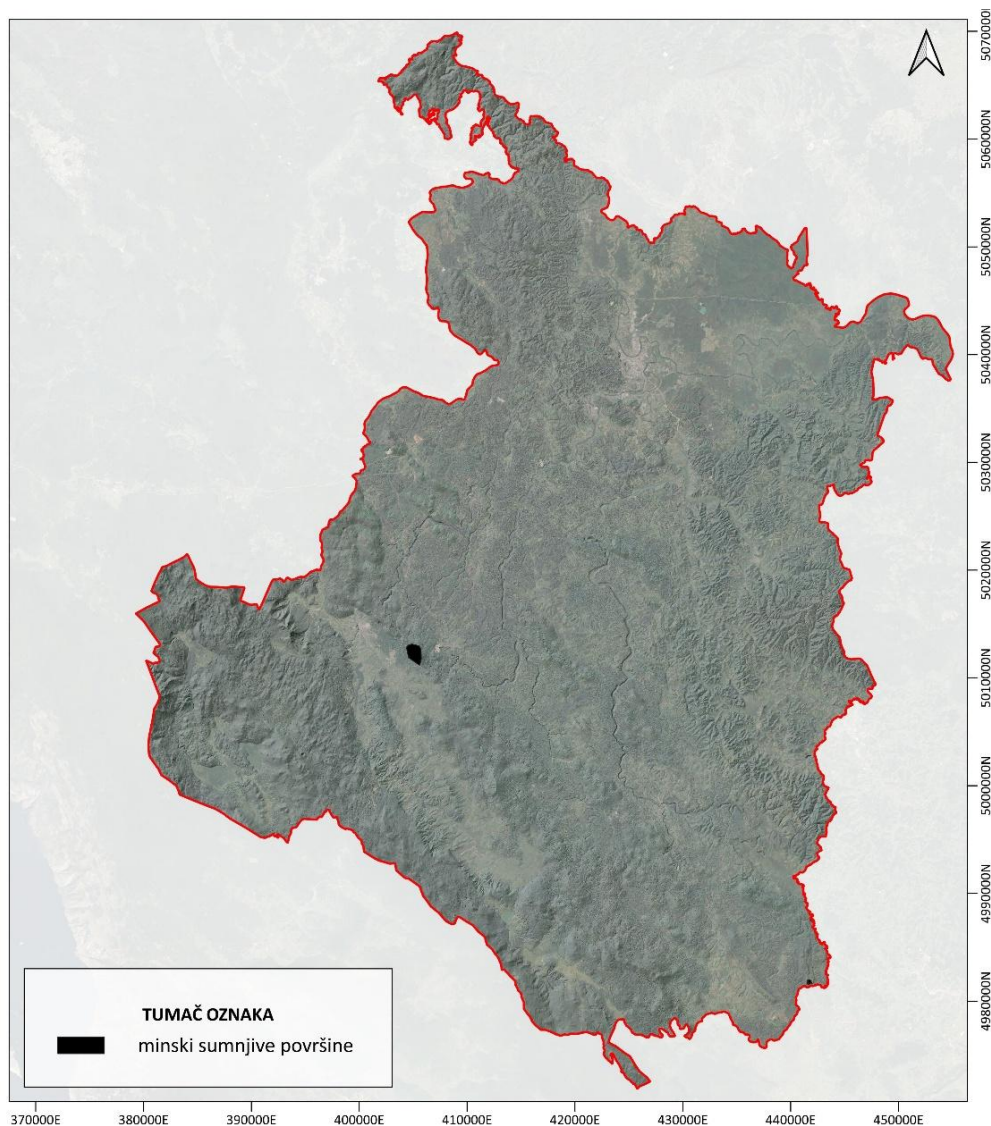 5070000N
5060000N
5050000N
5040000N
5030000N
5020000N
5010000N
5000000N
4990000N
4980000N
TUMAČ OZNAKA
minski sumnjive površine
370000E 380000E 390000E 400000E 410000E 420000E 430000E 440000E 450000E